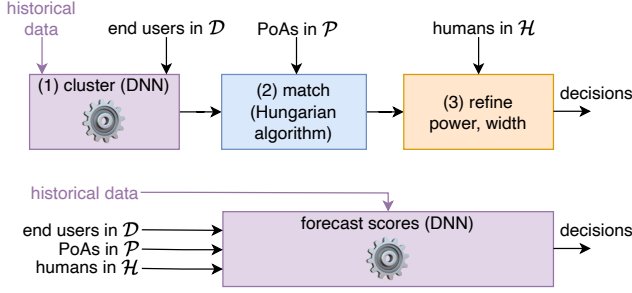 historical
data
end users in 𝒟
PoAs in 𝒫
humans in ℋ
(1) cluster (DNN)
(2) match
(Hungarian
algorithm)
(3) refine
power, width
decisions
historical data
end users in 𝒟
PoAs in 𝒫
humans in ℋ
forecast scores (DNN)
decisions